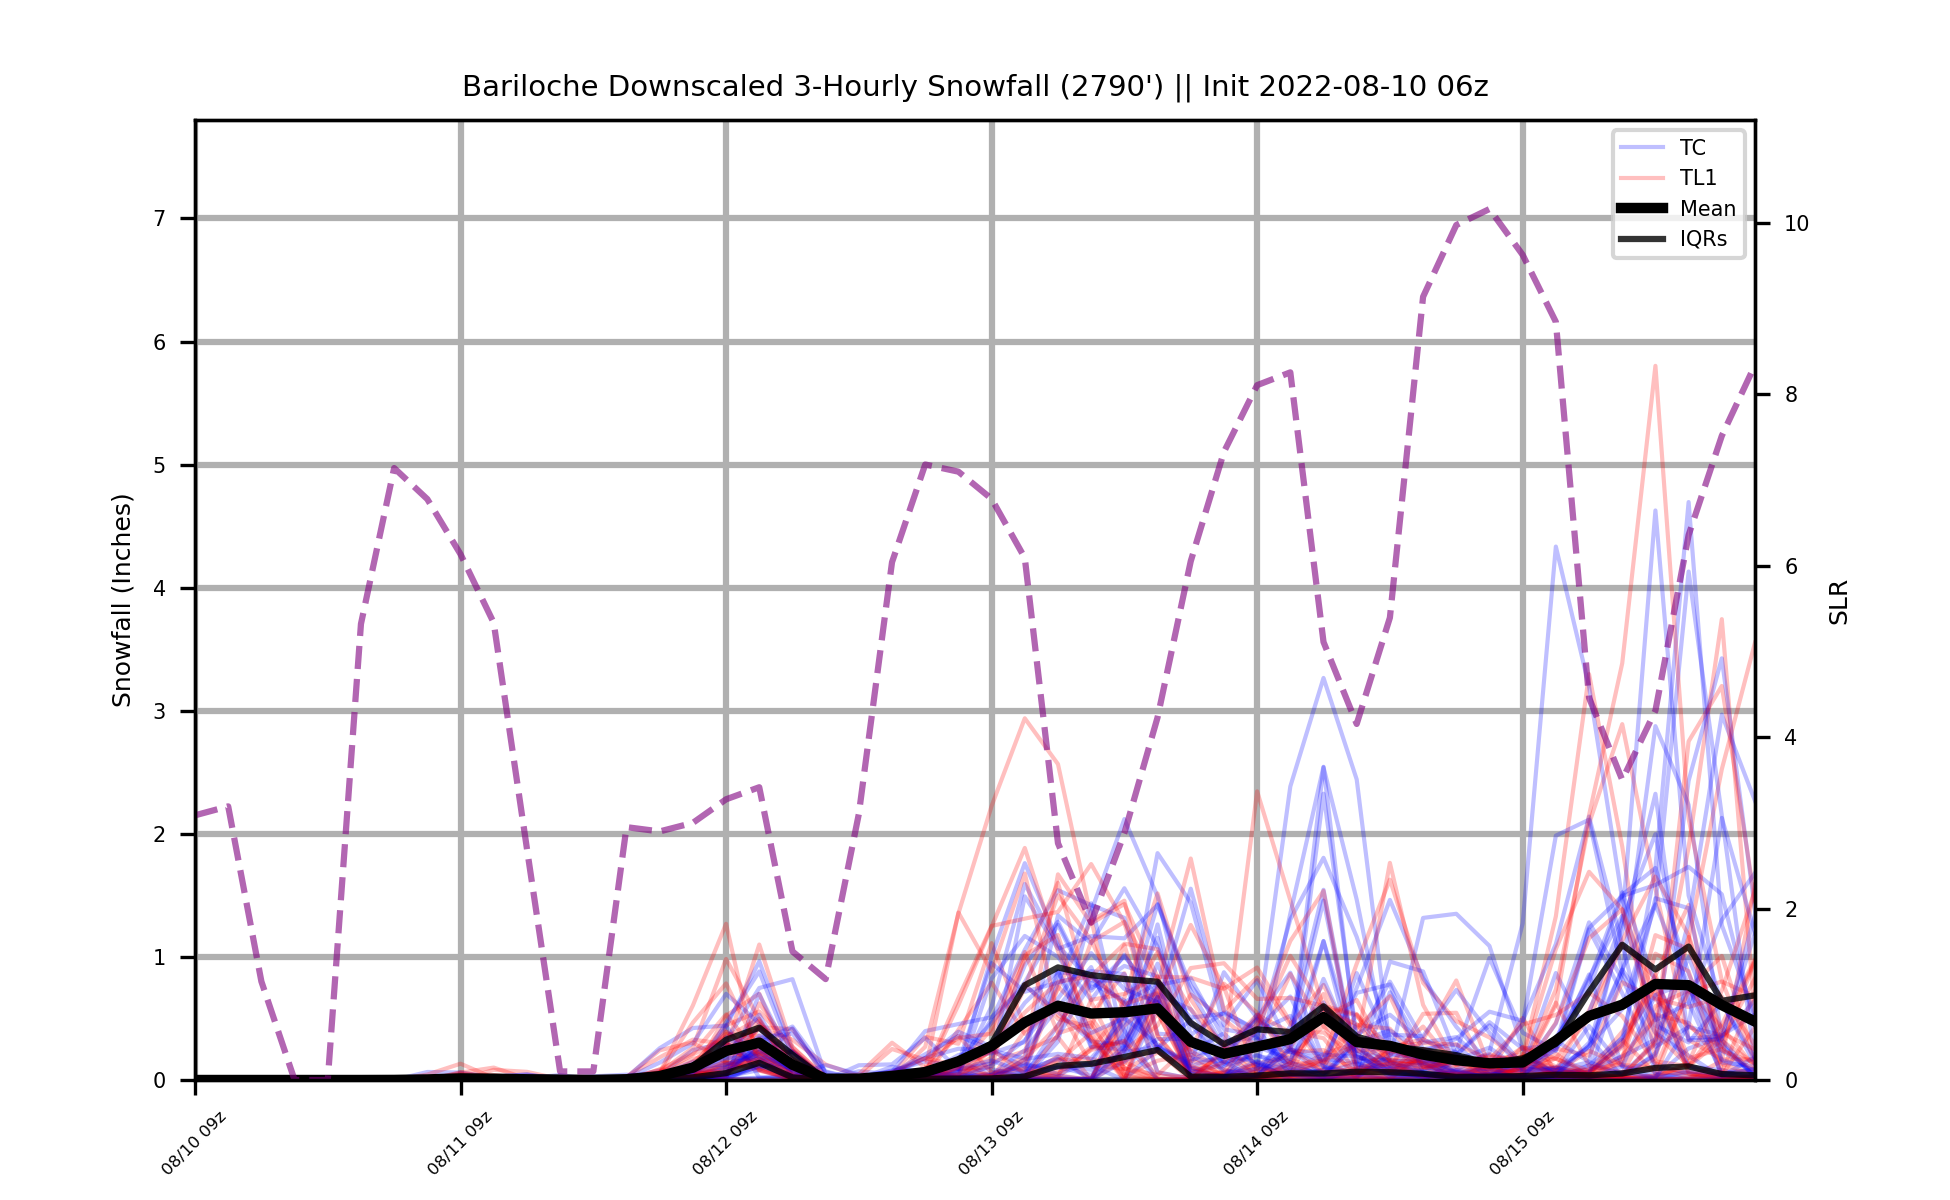 Bariloche Downscaled 3-Hourly Snowfall (2790') || Init 2022-08-10 06z
TC
TL1
Mean
IQRs
Snowfall (Inches)
7
6
5
4
3
2
1
0
SLR
10
8
6
4
2
0
08/10 09z
08/11 09z
08/12 09z
08/13 09z
08/14 09z
08/15 09z